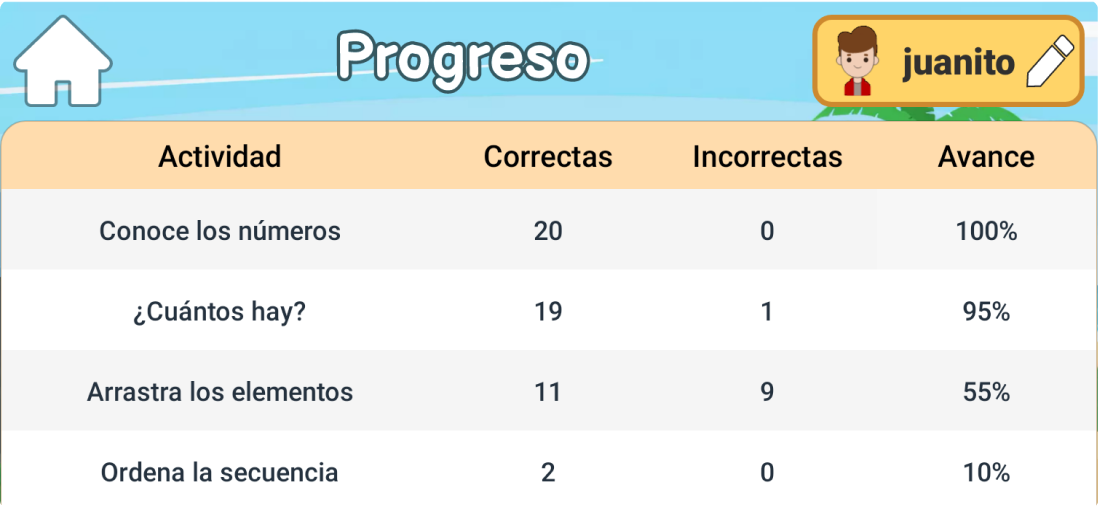 Progreso
juanito
Actividad Correctas Incorrectas Avance
Conoce los números 20 0 100%
¿Cuántos hay? 19 1 95%
Arrastra los elementos 11 9 55%
Ordena la secuencia 2 0 10%